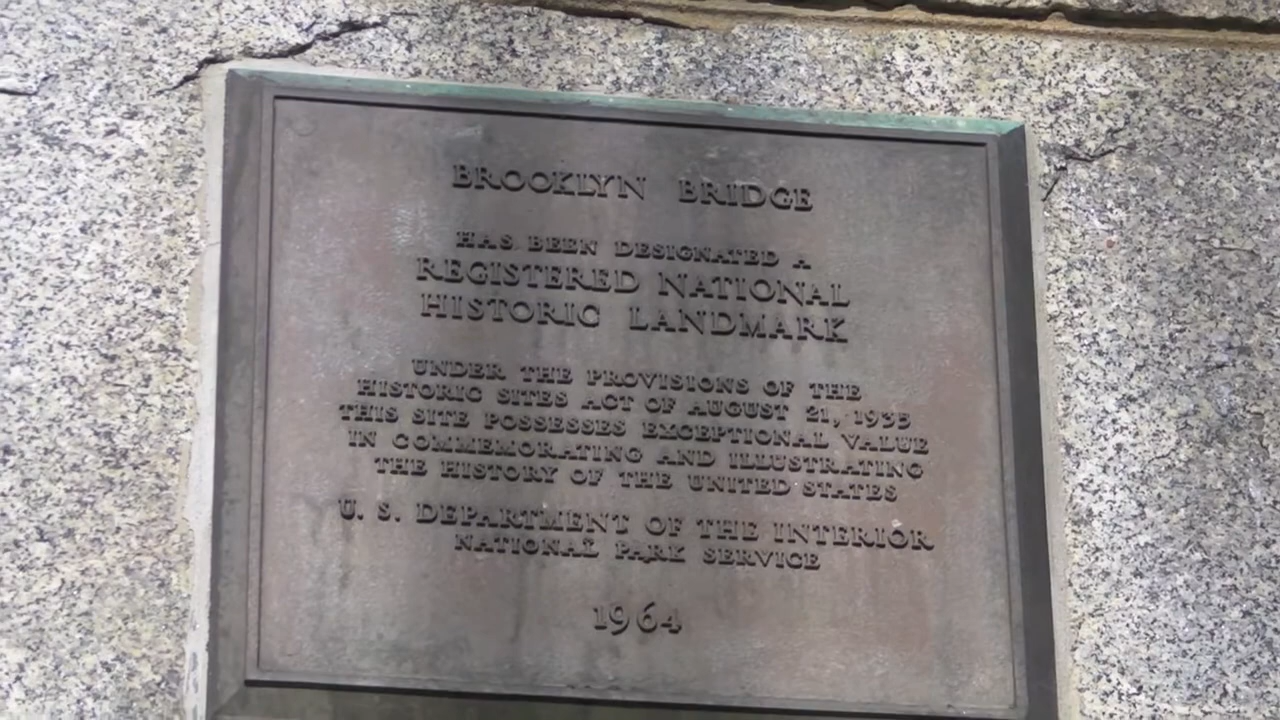 BROOKLYN BRIDGE
HAS BEEN DESIGNATED A
REGISTERED NATIONAL
HISTORIC LANDMARK
UNDER THE PROVISIONS OF THE
HISTORIC SITES ACT OF AUGUST 21, 1935
THIS SITE POSSESSES EXCEPTIONAL VALUE
IN COMMEMORATING AND ILLUSTRATING
THE HISTORY OF THE UNITED STATES
U. S. DEPARTMENT OF THE INTERIOR
NATIONAL PARK SERVICE
1964